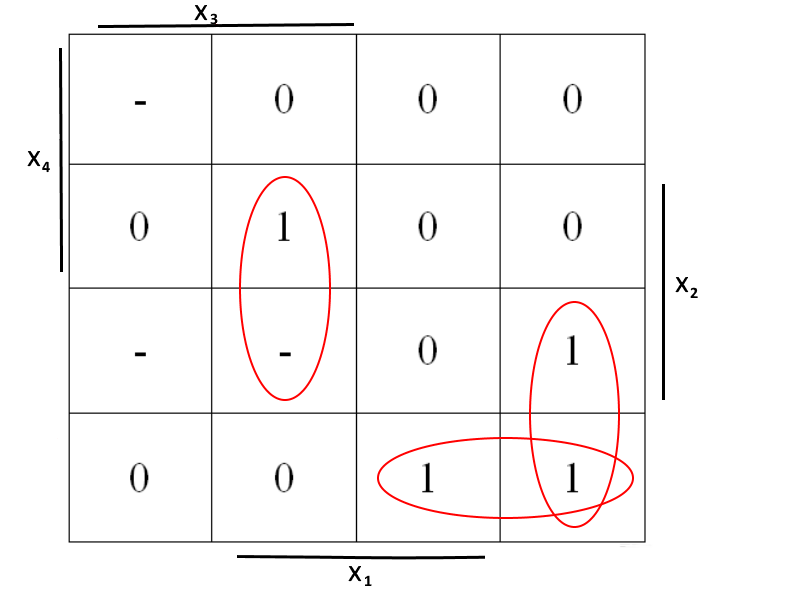 X₃
- 0 0 0
X₄
0 1 0 0
X₂
- - 0 1
0 0 1 1
X₁